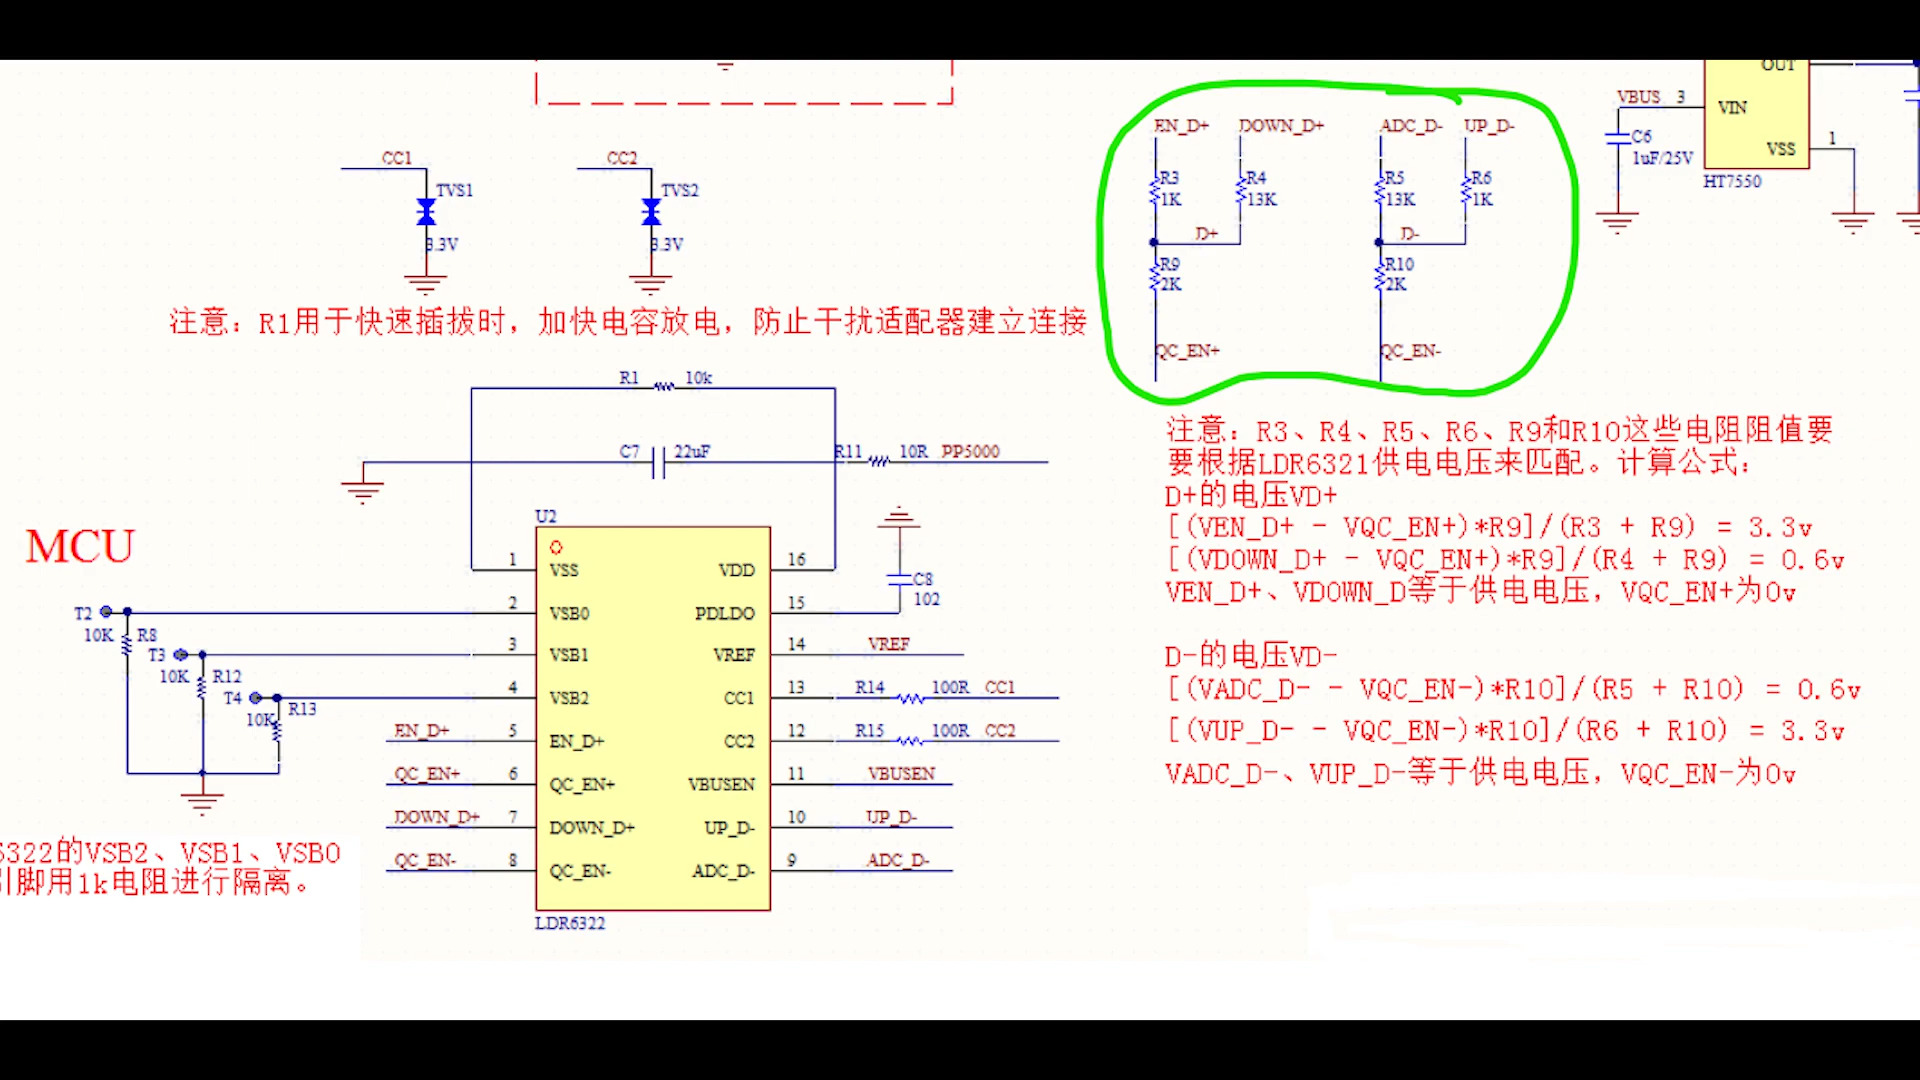 OUT
VBUS 3
VIN
C6
1uF/25V
1
VSS
HT7550
EN_D+ DOWN_D+ ADC_D- UP_D-
R3
1K
R4
13K
R5
13K
R6
1K
D+
D-
R9
2K
R10
2K
QC_EN+
QC_EN-
CC1
TVS1
3.3V
CC2
TVS2
3.3V
注意：R1用于快速插拔时，加快电容放电，防止干扰适配器建立连接
R1 10k
C7 22uF
R11 10R PP5000
注意：R3、R4、R5、R6、R9和R10这些电阻阻值要
要根据LDR6321供电电压来匹配。计算公式：
D+的电压VD+
[(VEN_D+ - VQC_EN+)*R9]/(R3 + R9) = 3.3v
[(VDOWN_D+ - VQC_EN+)*R9]/(R4 + R9) = 0.6v
VEN_D+、VDOWN_D等于供电电压，VQC_EN+为0v
D-的电压VD-
[(VADC_D- - VQC_EN-)*R10]/(R5 + R10) = 0.6v
[(VUP_D- - VQC_EN-)*R10]/(R6 + R10) = 3.3v
VADC_D-、VUP_D-等于供电电压，VQC_EN-为0v
MCU
U2
1 VSS VDD 16
2 VSB0 PDLDO 15
3 VSB1 VREF 14 VREF
4 VSB2 CC1 13 R14 100R CC1
EN_D+ 5 EN_D+ CC2 12 R15 100R CC2
QC_EN+ 6 QC_EN+ VBUSEN 11 VBUSEN
DOWN_D+ 7 DOWN_D+ UP_D- 10 UP_D-
QC_EN- 8 QC_EN- ADC_D- 9 ADC_D-
LDR6322
C8
102
T2
10K R8
T3
10K R12
T4
10K R13
6322的VSB2、VSB1、VSB0
引脚用1k电阻进行隔离。